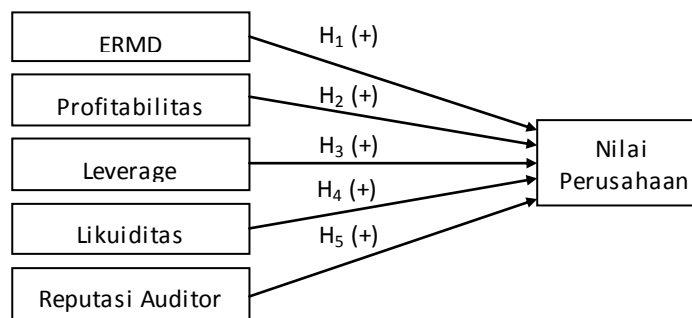 ERMD
H₁ (+)
Profitabilitas
H₂ (+)
Leverage
H₃ (+)
Nilai
Perusahaan
H₄ (+)
Likuiditas
H₅ (+)
Reputasi Auditor